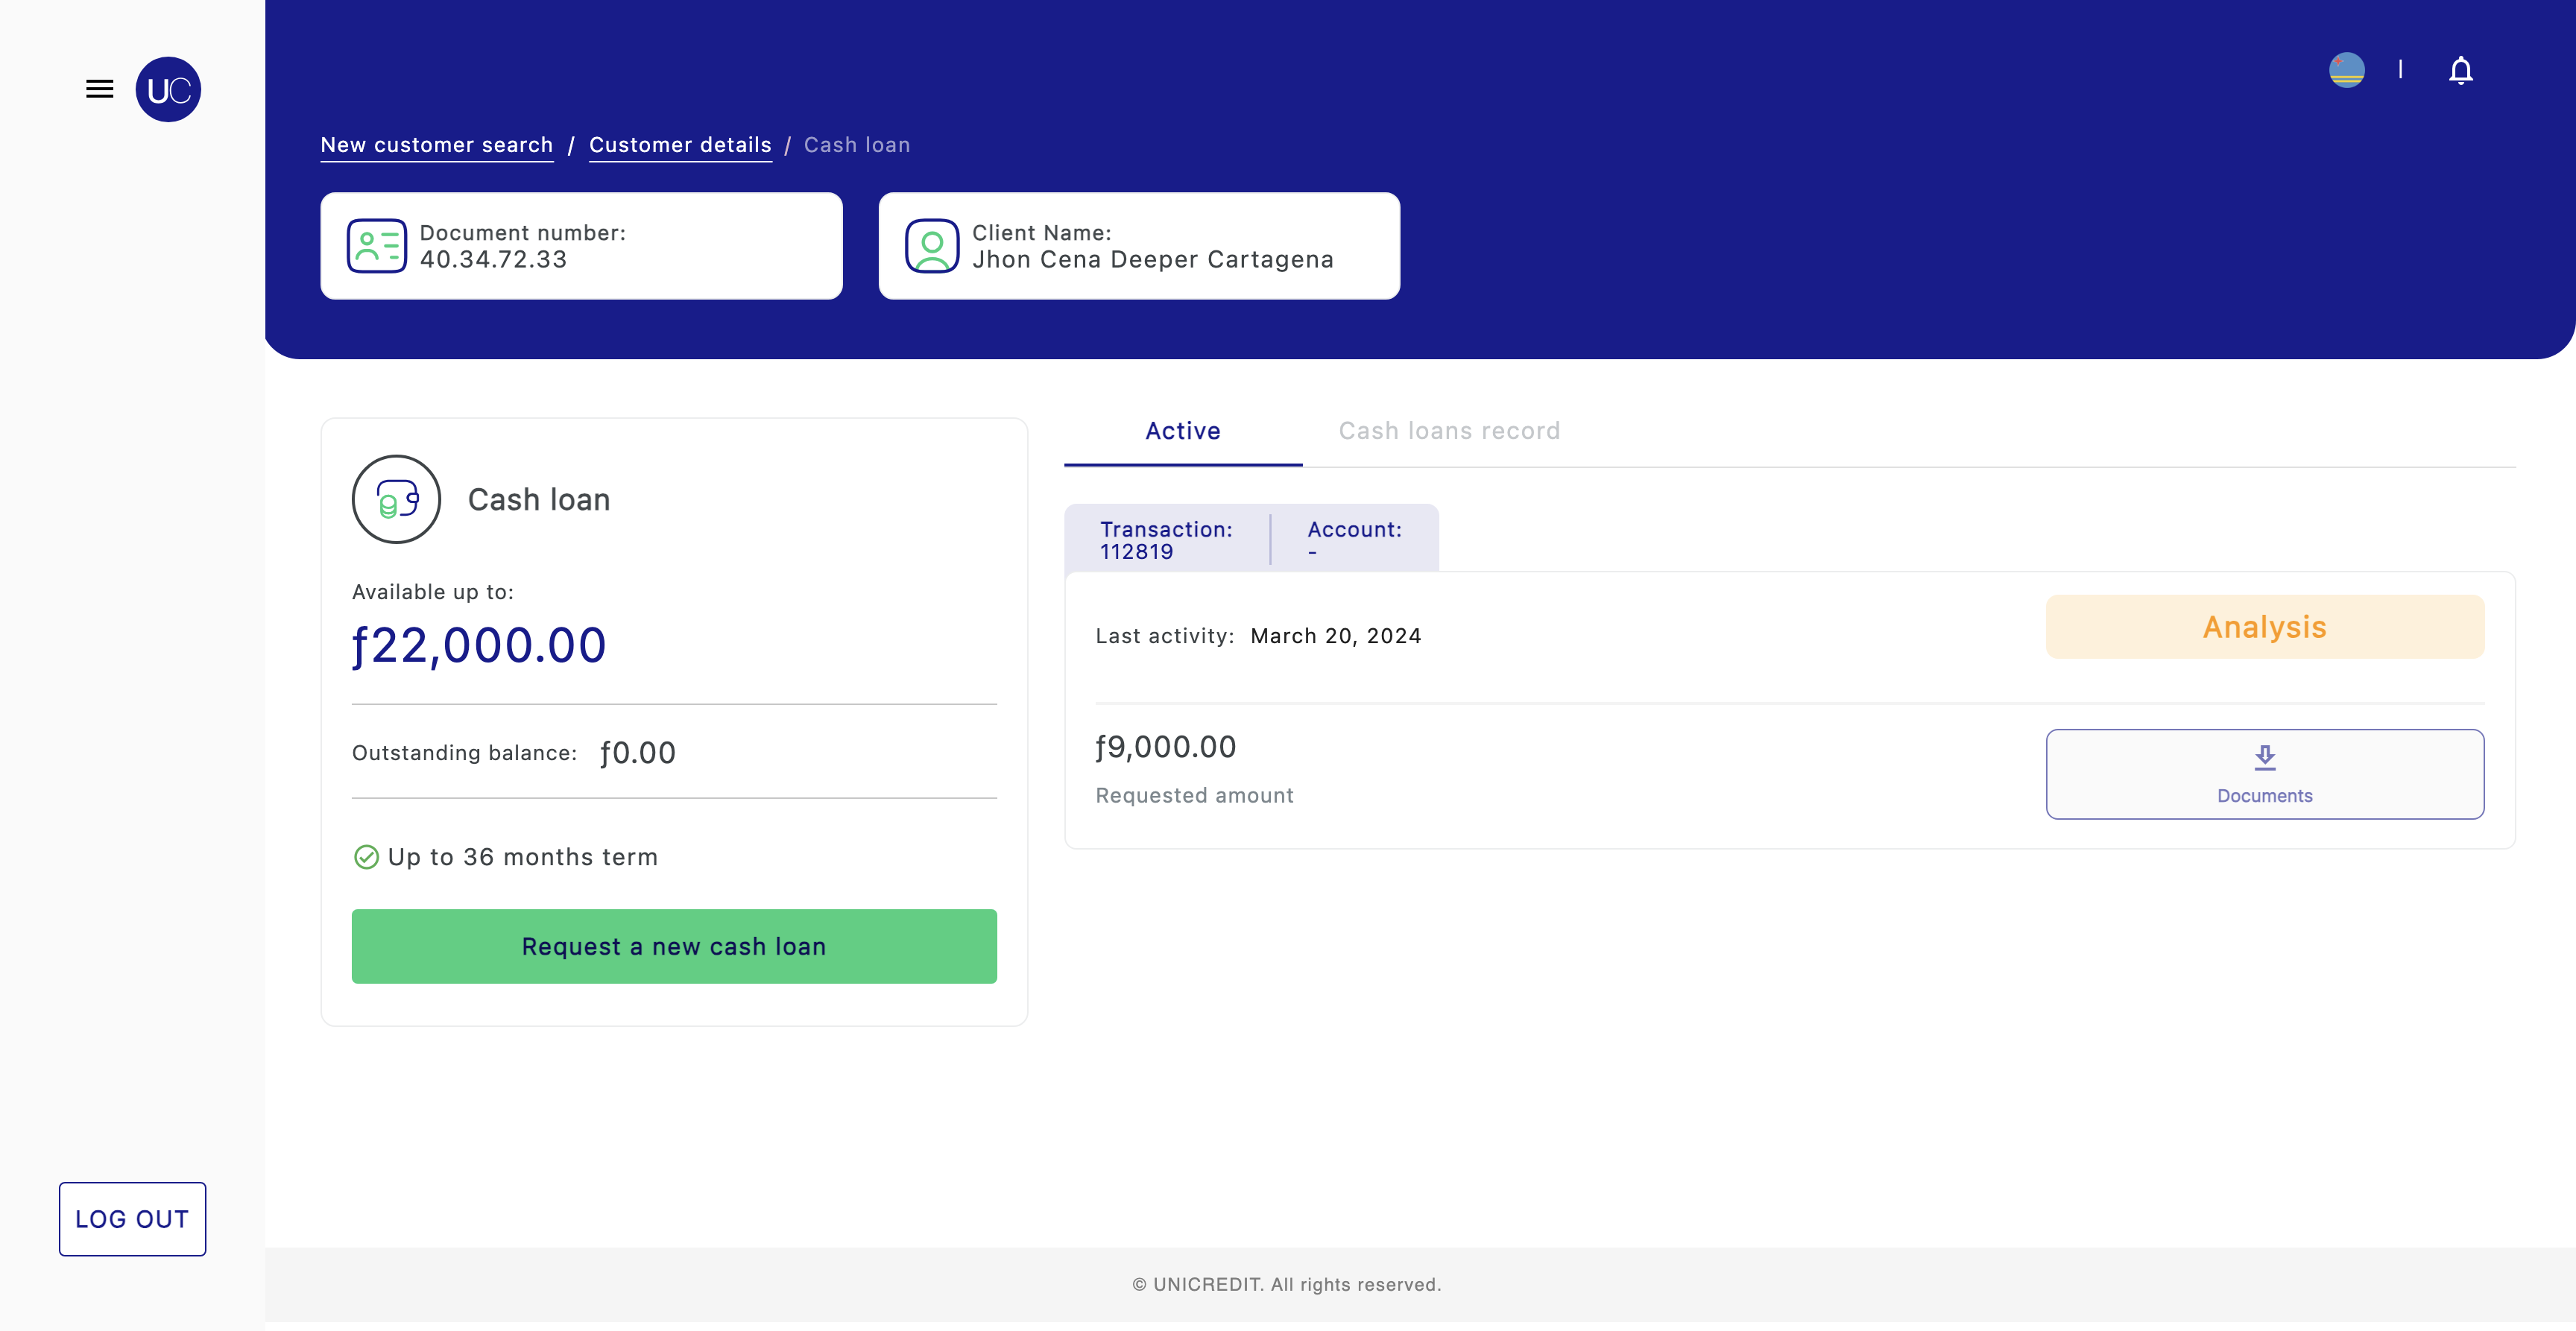 UC
New customer search / Customer details / Cash loan
Document number:
40.34.72.33
Client Name:
Jhon Cena Deeper Cartagena
Cash loan
Available up to:
ƒ22,000.00
Outstanding balance: ƒ0.00
Up to 36 months term
Request a new cash loan
Active
Cash loans record
Transaction:
112819
Account:
-
Last activity: March 20, 2024
Analysis
ƒ9,000.00
Requested amount
Documents
LOG OUT
© UNICREDIT. All rights reserved.